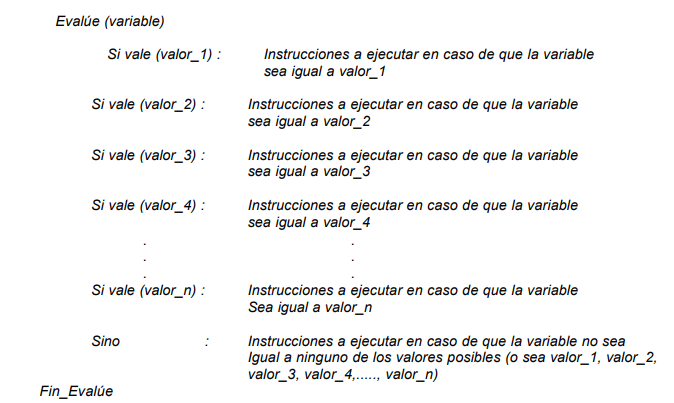 Evalúe (variable)
Si vale (valor_1) : Instrucciones a ejecutar en caso de que la variable
sea igual a valor_1
Si vale (valor_2) : Instrucciones a ejecutar en caso de que la variable
sea igual a valor_2
Si vale (valor_3) : Instrucciones a ejecutar en caso de que la variable
sea igual a valor_3
Si vale (valor_4) : Instrucciones a ejecutar en caso de que la variable
sea igual a valor_4
. .
. .
. .
Si vale (valor_n) : Instrucciones a ejecutar en caso de que la variable
Sea igual a valor_n
Sino : Instrucciones a ejecutar en caso de que la variable no sea
Igual a ninguno de los valores posibles (o sea valor_1, valor_2,
valor_3, valor_4,....., valor_n)
Fin_Evalúe